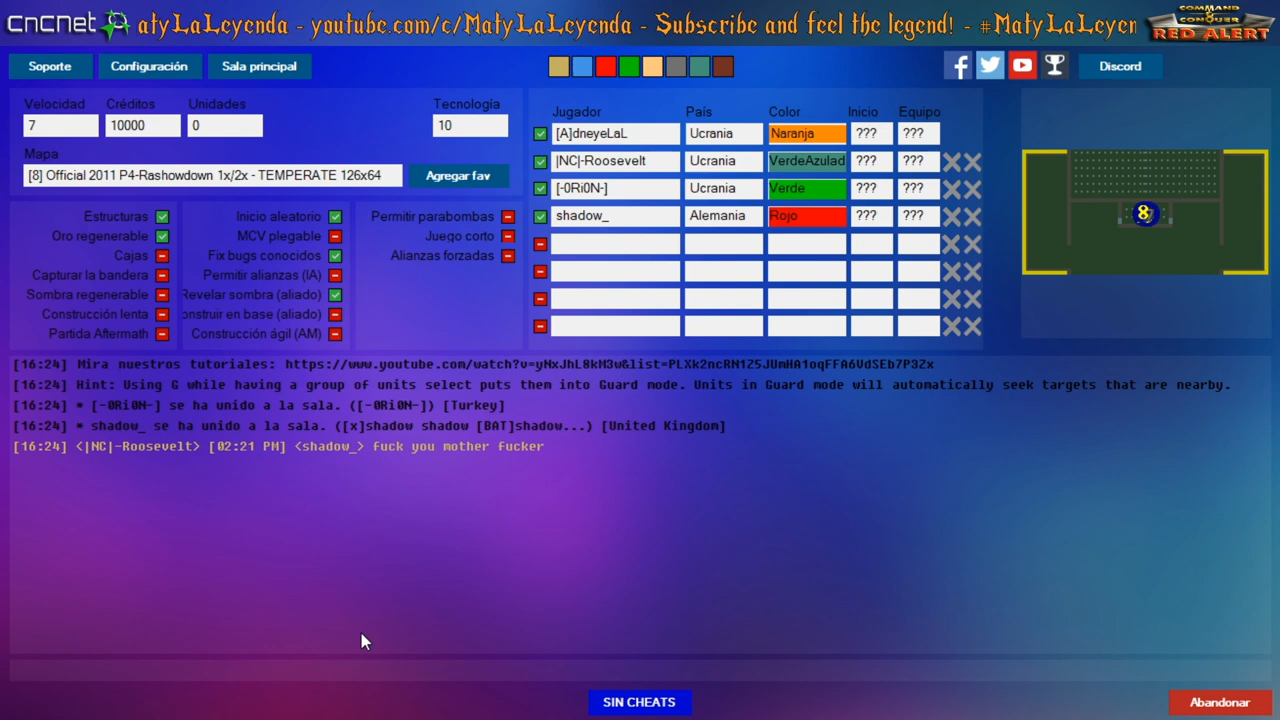 cncnet atyLaLeyenda - youtube.com/c/MatyLaLeyenda - Subscribe and feel the legend! - #MatyLaLeyen COMMAND & CONQUER RED ALERT
Soporte Configuración Sala principal Discord
Velocidad Créditos Unidades Tecnología
7 10000 0 10
Mapa
[8] Official 2011 P4-Rashowdown 1x/2x - TEMPERATE 126x64 Agregar fav
Estructuras Inicio aleatorio Permitir parabombas
Oro regenerable MCV plegable Juego corto
Cajas Fix bugs conocidos Alianzas forzadas
Capturar la bandera Permitir alianzas (IA)
Sombra regenerable Revelar sombra (aliado)
Construcción lenta onstruir en base (aliado)
Partida Aftermath Construcción ágil (AM)
Jugador País Color Inicio Equipo
[A]dneyeLaL Ucrania Naranja ??? ???
|NC|-Roosevelt Ucrania VerdeAzulad ??? ???
[-0Ri0N-] Ucrania Verde ??? ???
shadow_ Alemania Rojo ??? ???
8
[16:24] Mira nuestros tutoriales: https://www.youtube.com/watch?v=yNxJhL8kM3w&list=PLXk2ncRN1Z5JUmHA1oqFFA6VdSEb7P3Zx
[16:24] Hint: Using G while having a group of units select puts them into Guard mode. Units in Guard mode will automatically seek targets that are nearby.
[16:24] * [-0Ri0N-] se ha unido a la sala. ([-0Ri0N-]) [Turkey]
[16:24] * shadow_ se ha unido a la sala. ([x]shadow shadow [BAT]shadow...) [United Kingdom]
[16:24] <|NC|-Roosevelt> [02:21 PM] <shadow_> fuck you mother fucker
SIN CHEATS Abandonar